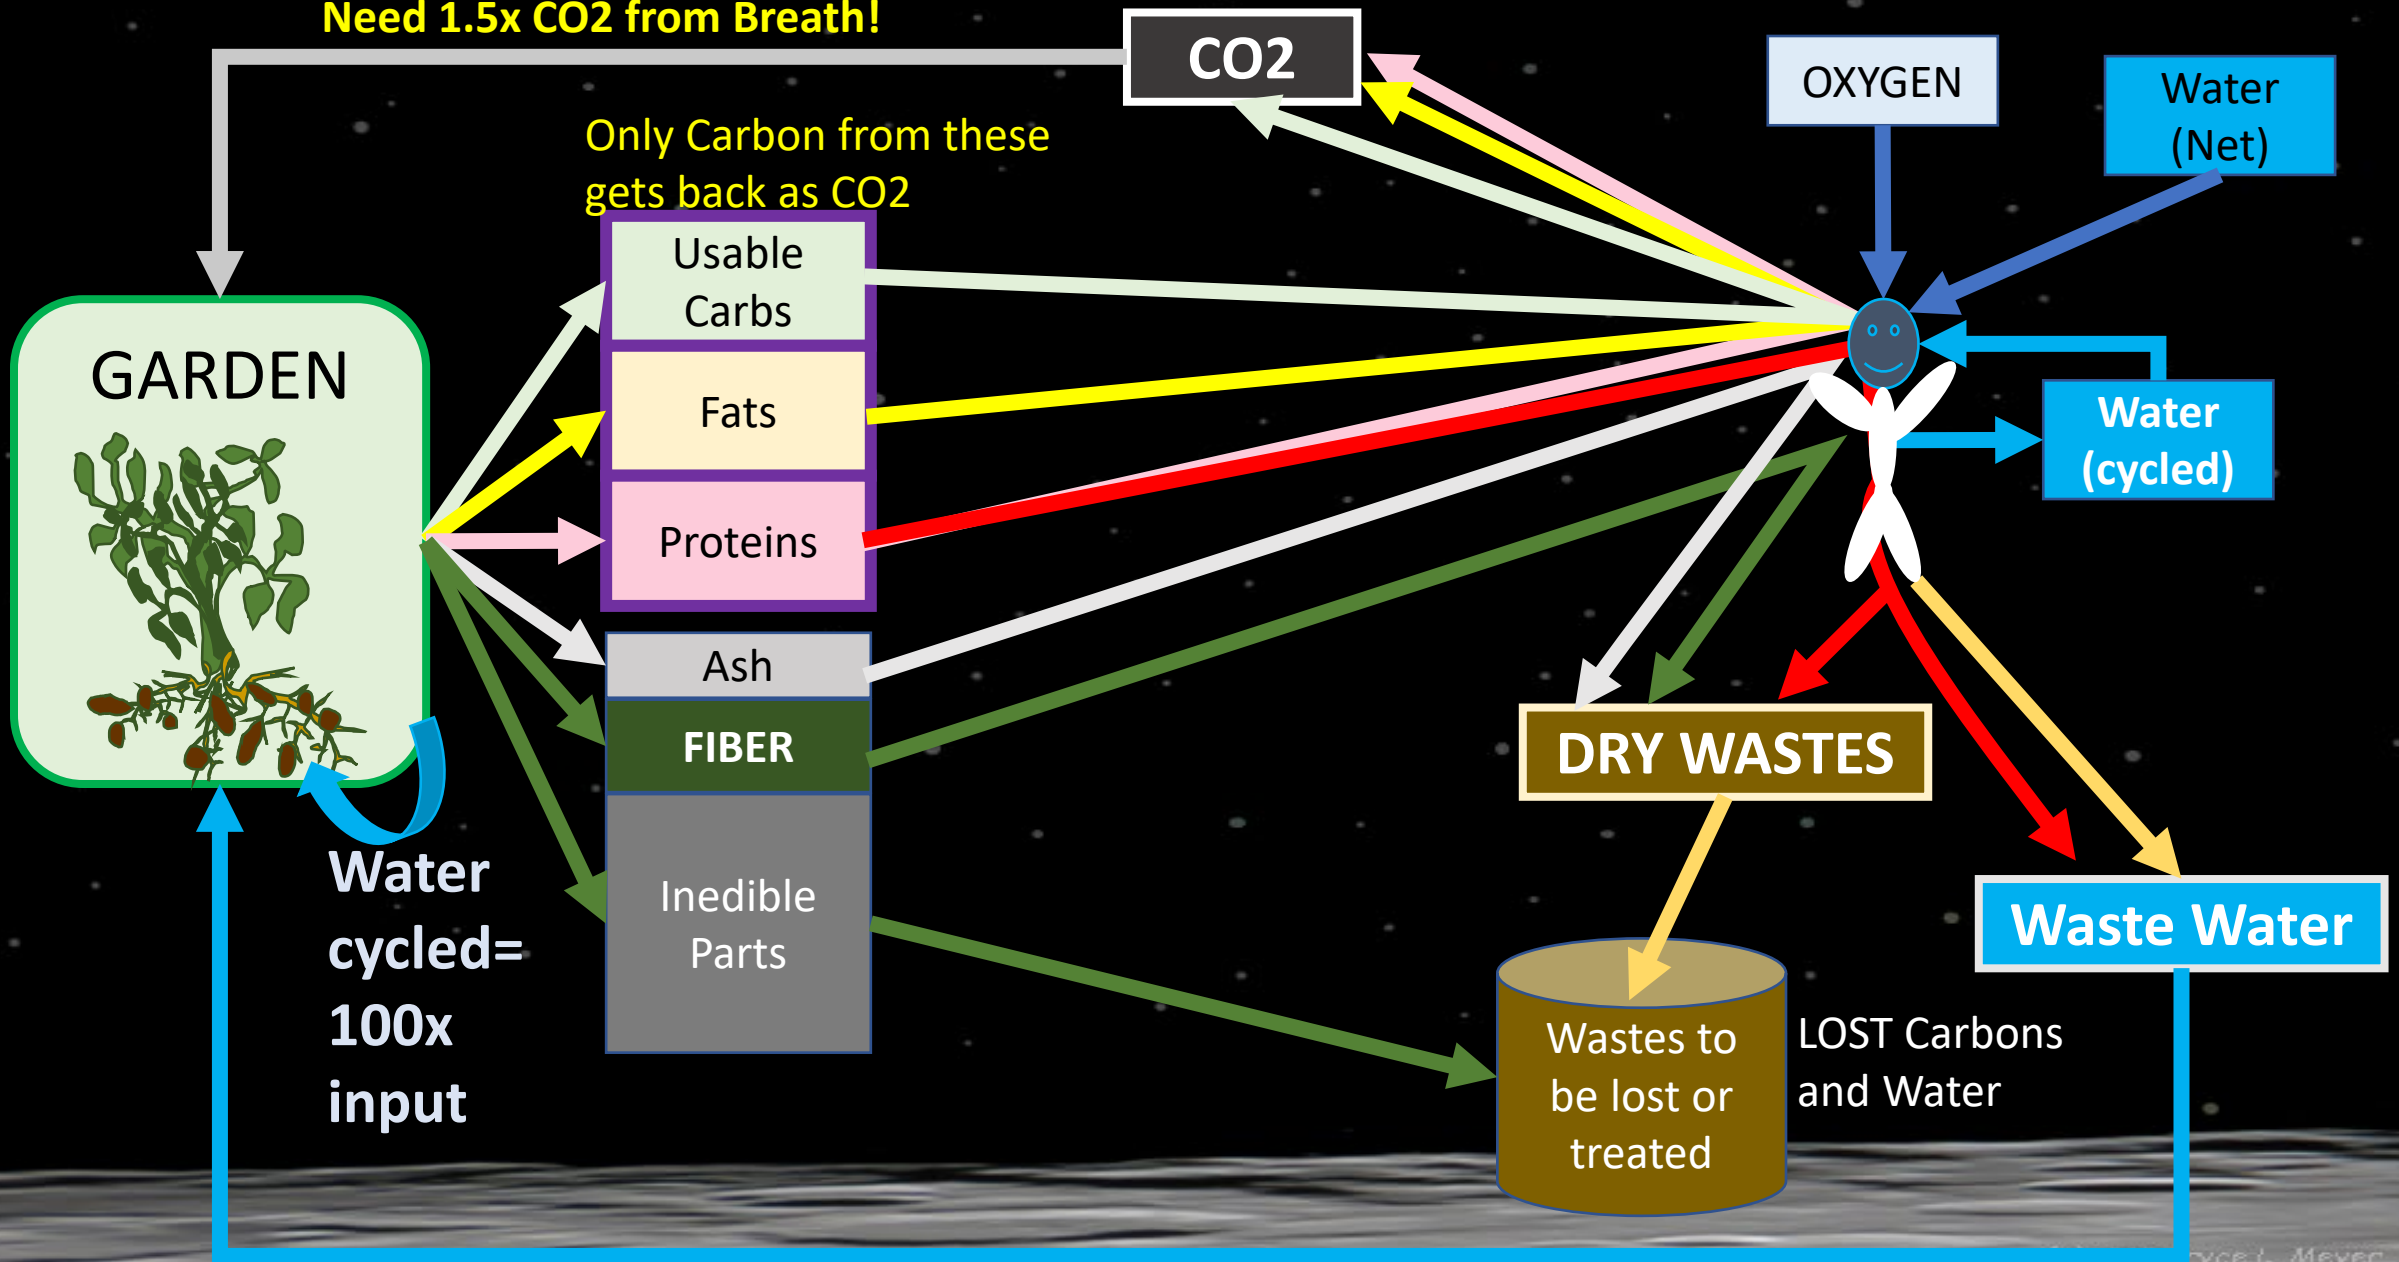 Need 1.5x CO2 from Breath!
CO2
OXYGEN
Water
(Net)
Only Carbon from these
gets back as CO2
Usable
Carbs
GARDEN
Fats
Water
(cycled)
Proteins
Ash
FIBER
DRY WASTES
Water
cycled=
100x
input
Inedible
Parts
Waste Water
Wastes to
be lost or
treated
LOST Carbons
and Water
L. Meyer